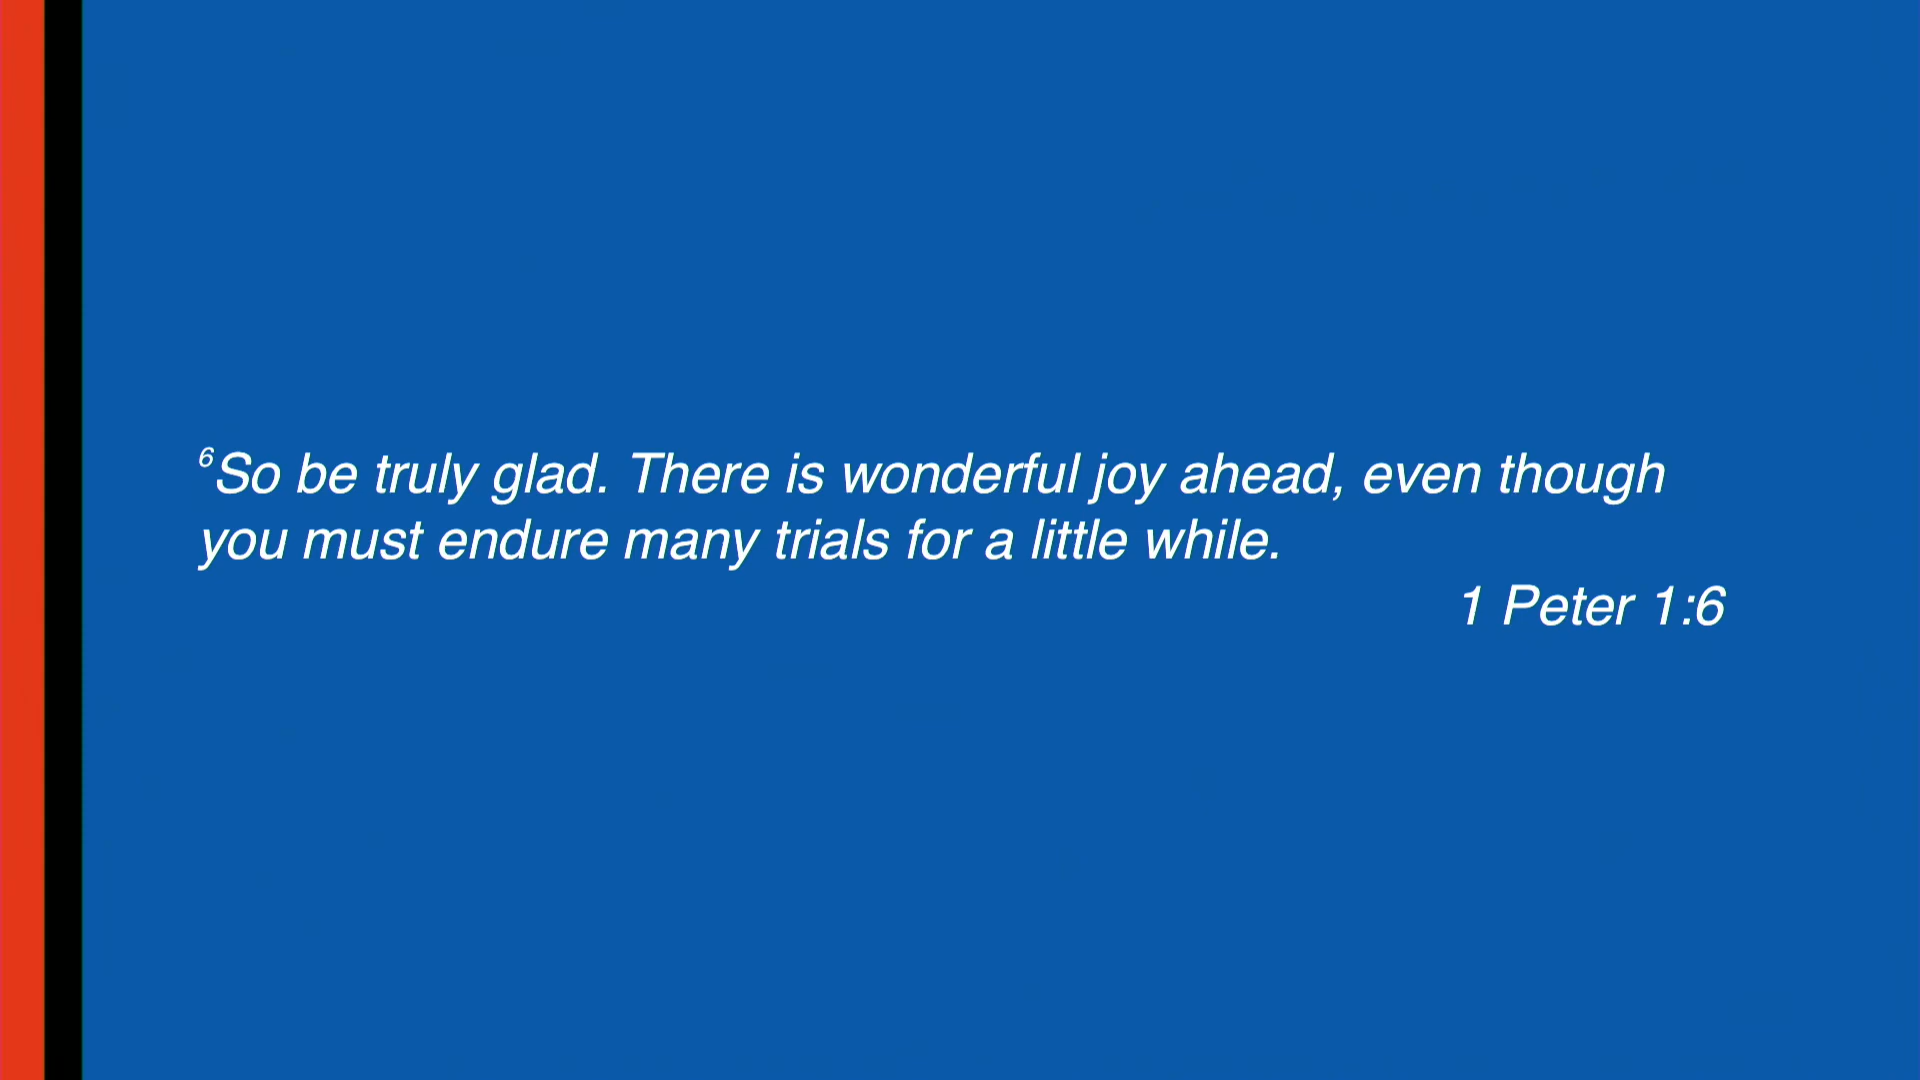 ⁶So be truly glad. There is wonderful joy ahead, even though
you must endure many trials for a little while.
1 Peter 1:6